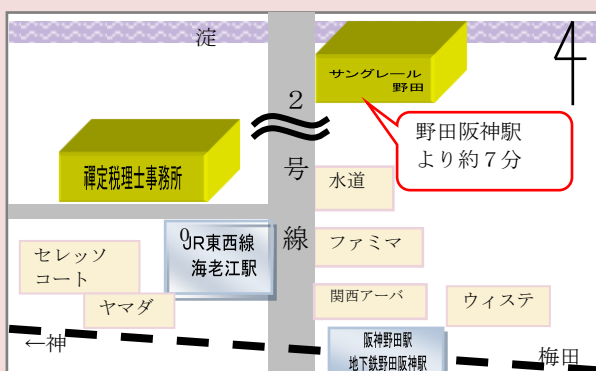 淀
サングレール
野田
2
号
線
野田阪神駅
より約７分
禪定税理士事務所
水道
JR東西線
海老江駅
ファミマ
セレッソ
コート
ヤマダ
関西アーバ
ウィステ
←神
阪神野田駅
地下鉄野田阪神駅
梅田